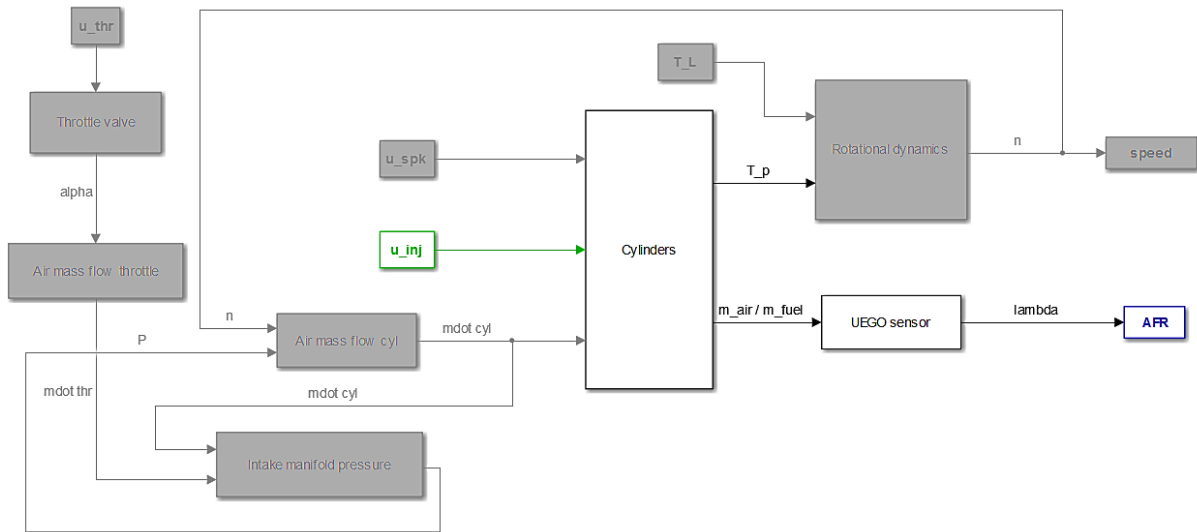 u_thr
Throttle valve
alpha
Air mass flow throttle
mdot thr
P
n
Air mass flow cyl
mdot cyl
mdot cyl
Intake manifold pressure
u_spk
u_inj
Cylinders
T_L
T_p
Rotational dynamics
n
speed
m_air / m_fuel
UEGO sensor
lambda
AFR